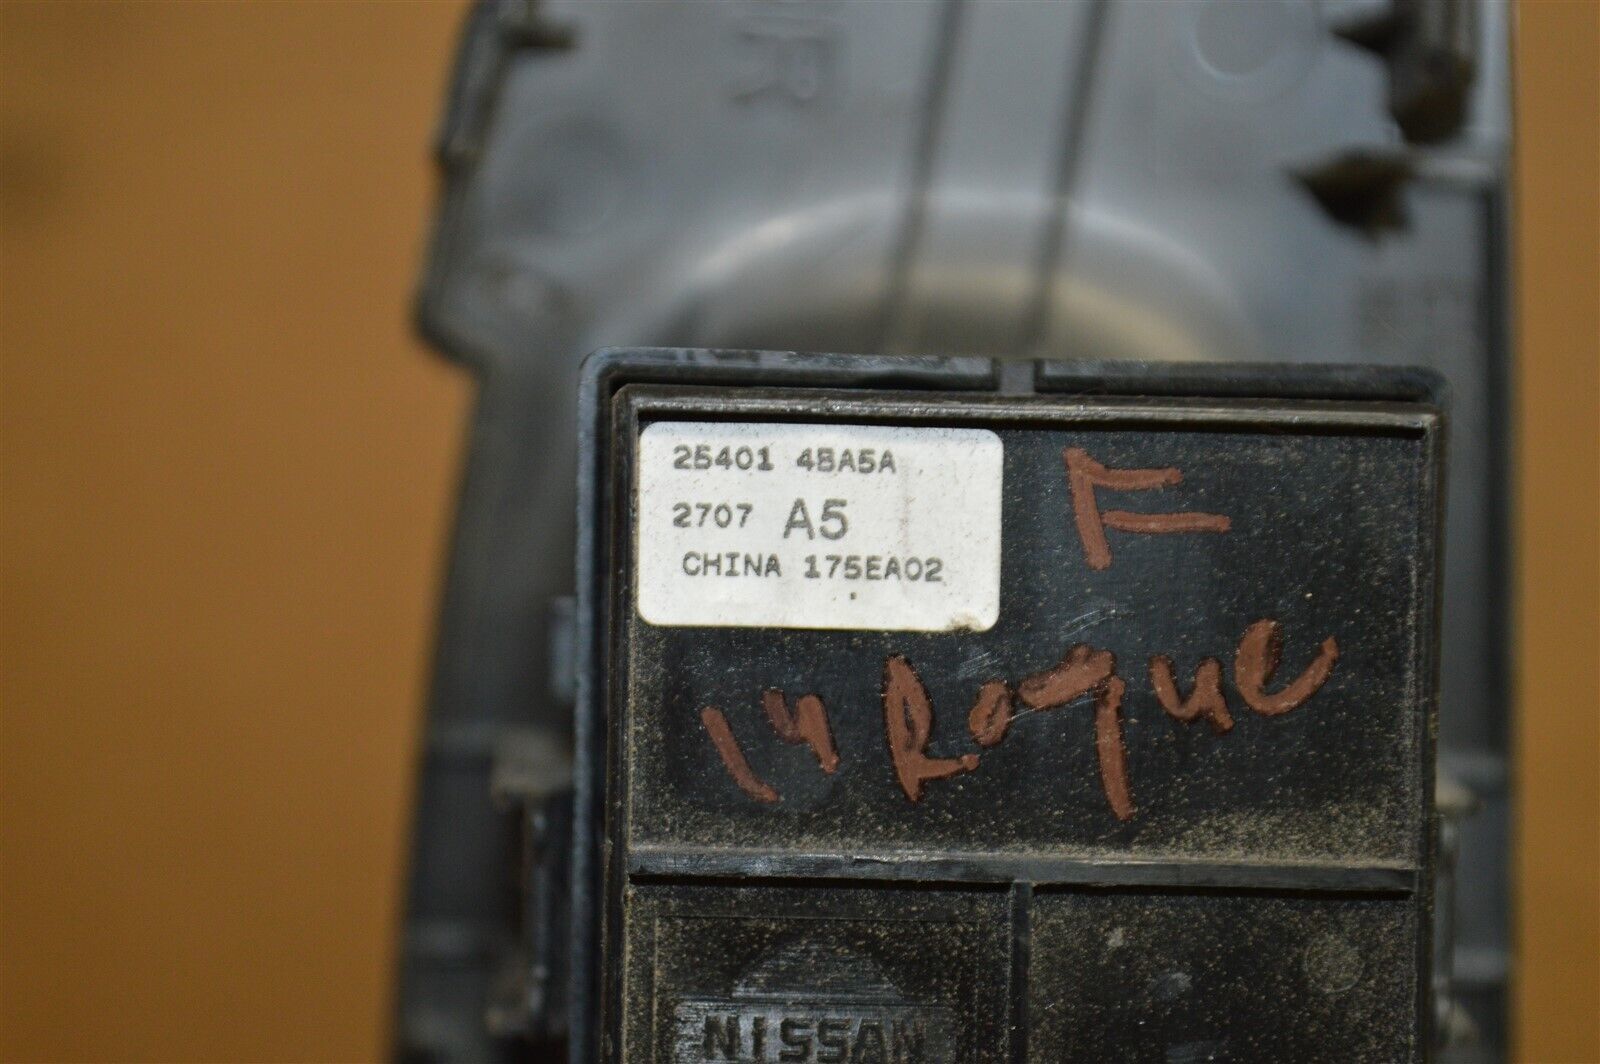 25401 4BA5A
2707 A5
CHINA 175EA02
F
14 Rogue
NISSAN